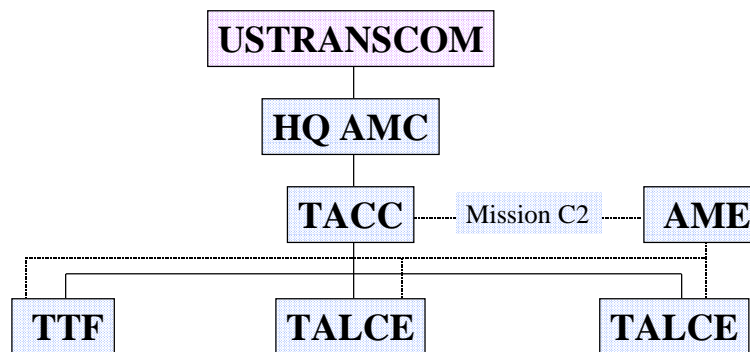 USTRANSCOM
HQ AMC
TACC
Mission C2
AME
TTF
TALCE
TALCE